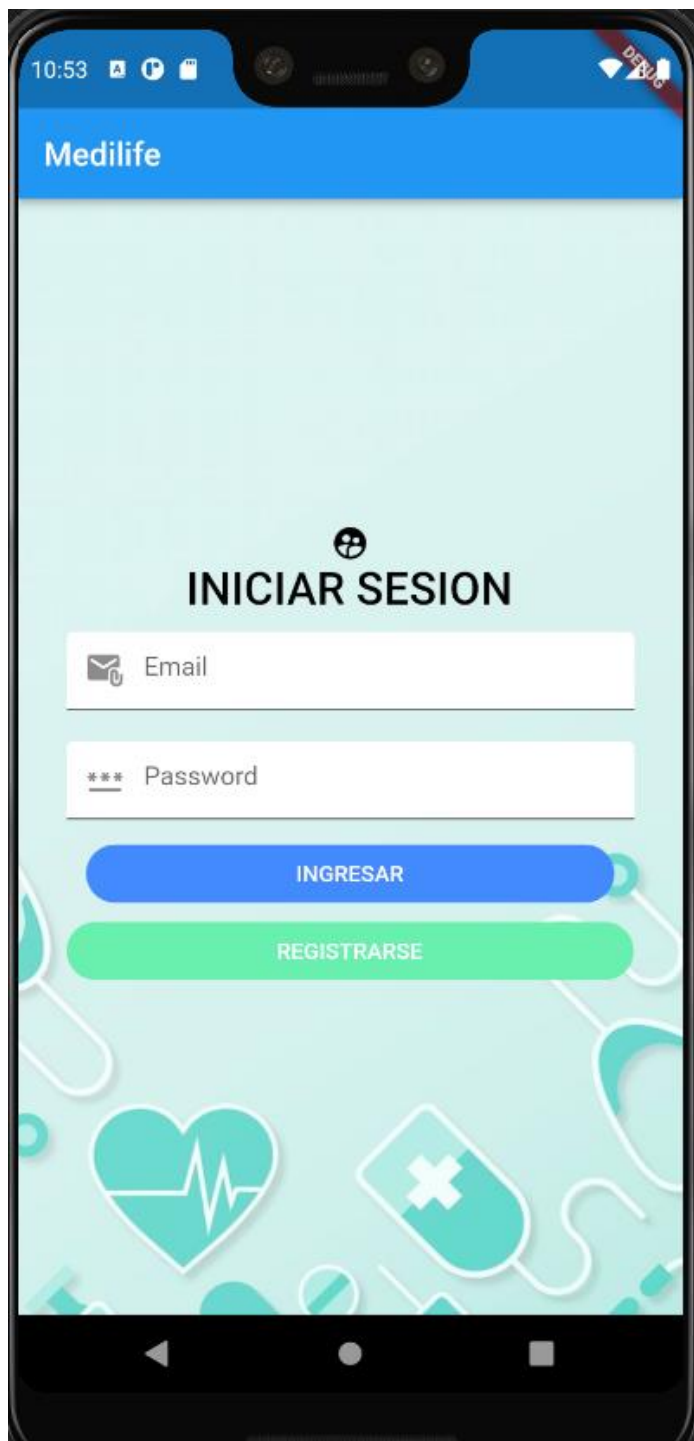 10:53
DEBUG
Medilife
INICIAR SESION
Email
*** Password
INGRESAR
REGISTRARSE